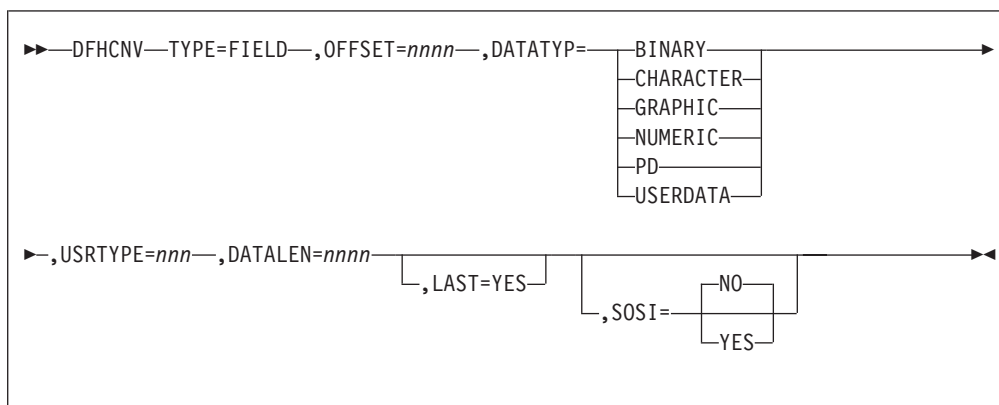 DFHCNV TYPE=FIELD ,OFFSET=nnnn ,DATATYP= BINARY
CHARACTER
GRAPHIC
NUMERIC
PD
USERDATA
,USRTYPE=nnn ,DATALEN=nnnn
,LAST=YES
NO
,SOSI=
YES